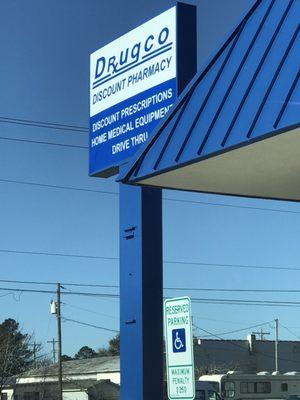 Drugco
DISCOUNT PHARMACY
DISCOUNT PRESCRIPTIONS
HOME MEDICAL EQUIPMENT
DRIVE THRU
RESERVED
PARKING
MAXIMUM
PENALTY
$250